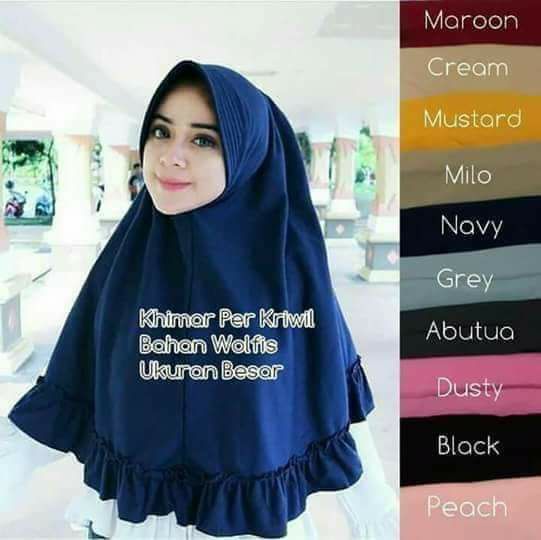 Khimar Per Kriwil
Bahan Wolfis
Ukuran Besar
Maroon
Cream
Mustard
Milo
Navy
Grey
Abutua
Dusty
Black
Peach